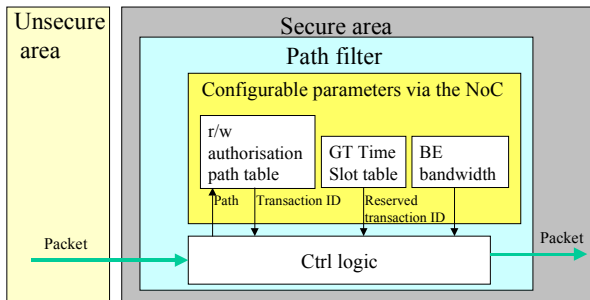 Unsecure
area
Secure area
Path filter
Configurable parameters via the NoC
r/w
authorisation
path table
GT Time
Slot table
BE
bandwidth
Path
Transaction ID
Reserved
transaction ID
Packet
Ctrl logic
Packet